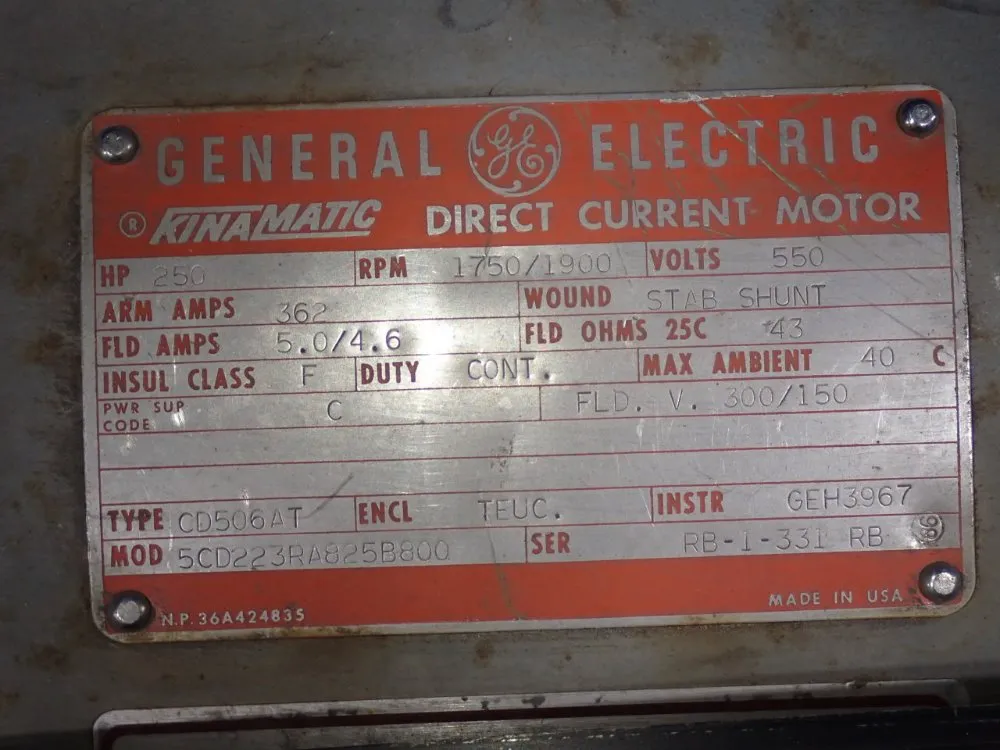 GENERAL GE ELECTRIC
® KINAMATIC DIRECT CURRENT MOTOR
HP 250 RPM 1750/1900 VOLTS 550
ARM AMPS 362 WOUND STAB SHUNT
FLD AMPS 5.0/4.6 FLD OHMS 25C 43
INSUL CLASS F DUTY CONT. MAX AMBIENT 40 C
PWR SUP CODE C FLD. V. 300/150
TYPE CD506AT ENCL TEUC. INSTR GEH3967
MOD 5CD223RA825B800 SER RB-1-331 RB 86
N.P. 36A424835 MADE IN USA